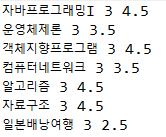 자바프로그래밍I 3 4.5
운영체제론 3 3.5
객체지향프로그램 3 4.5
컴퓨터네트워크 3 3.5
알고리즘 3 4.5
자료구조 3 4.5
일본배낭여행 3 2.5